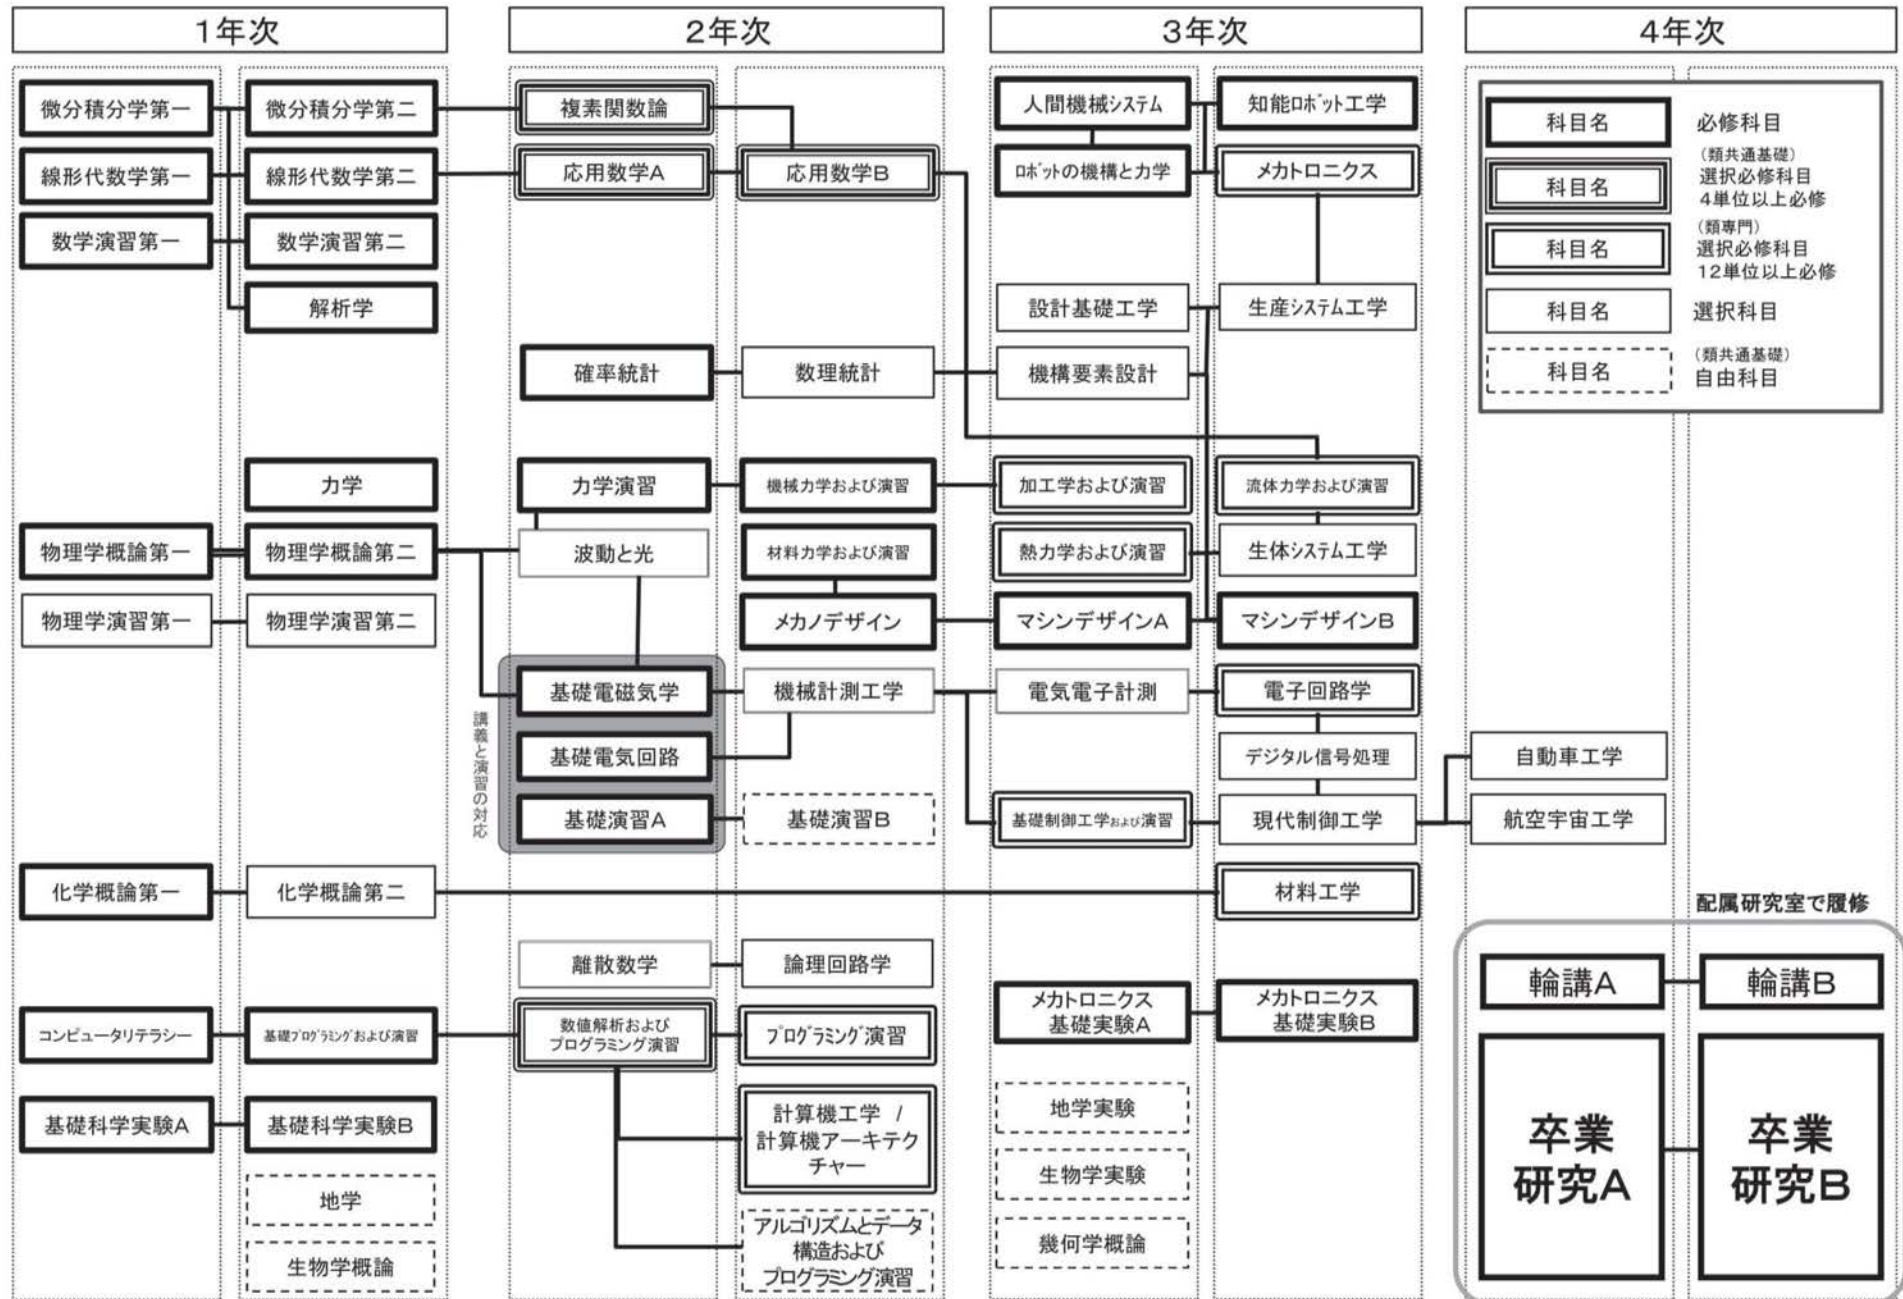 1年次
2年次
3年次
4年次
微分積分学第一
線形代数学第一
数学演習第一
物理学概論第一
物理学演習第一
化学概論第一
コンピュータリテラシー
基礎科学実験A
微分積分学第二
線形代数学第二
数学演習第二
解析学
力学
物理学概論第二
物理学演習第二
化学概論第二
基礎プログラミングおよび演習
基礎科学実験B
地学
生物学概論
複素関数論
応用数学A
確率統計
力学演習
波動と光
講義と演習の対応
基礎電磁気学
基礎電気回路
基礎演習A
離散数学
数値解析および
プログラミング演習
応用数学B
数理統計
機械力学および演習
材料力学および演習
メカノデザイン
機械計測工学
基礎演習B
論理回路学
プログラミング演習
計算機工学 /
計算機アーキテク
チャー
アルゴリズムとデータ
構造および
プログラミング演習
人間機械システム
ロボットの機構と力学
設計基礎工学
機構要素設計
加工学および演習
熱力学および演習
マシンデザインA
電気電子計測
基礎制御工学および演習
メカトロニクス
基礎実験A
地学実験
生物学実験
幾何学概論
知能ロボット工学
メカトロニクス
生産システム工学
流体力学および演習
生体システム工学
マシンデザインB
電子回路学
デジタル信号処理
現代制御工学
材料工学
メカトロニクス
基礎実験B
科目名
必修科目
科目名
(類共通基礎)
選択必修科目
4単位以上必修
科目名
(類専門)
選択必修科目
12単位以上必修
科目名
選択科目
科目名
(類共通基礎)
自由科目
自動車工学
航空宇宙工学
配属研究室で履修
輪講A
輪講B
卒業
研究A
卒業
研究B